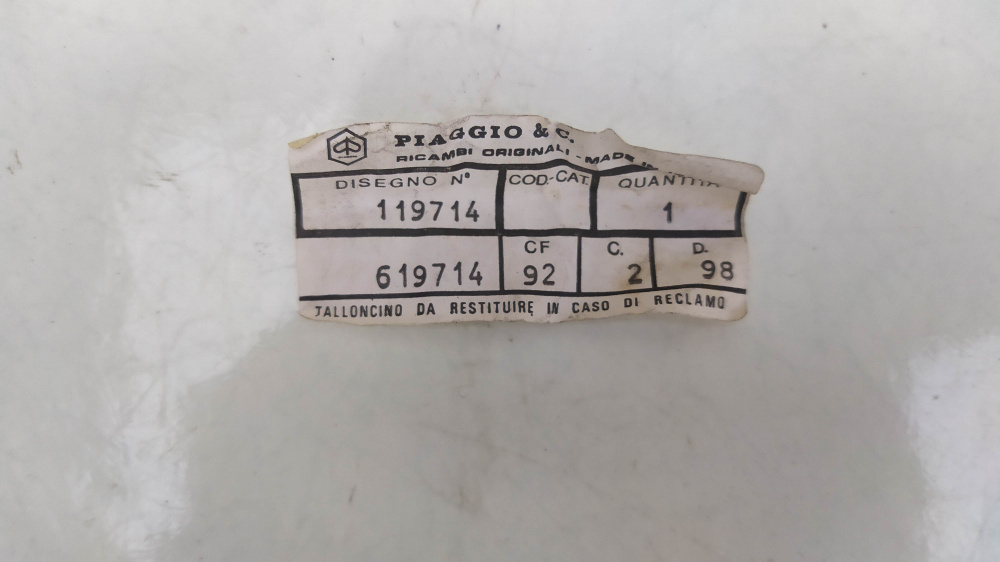 PIAGGIO & C.
RICAMBI ORIGINALI - MADE
DISEGNO N° COD-CAT. QUANTITA
119714 1
CF C. D.
619714 92 2 98
TALLONCINO DA RESTITUIRE IN CASO DI RECLAMO